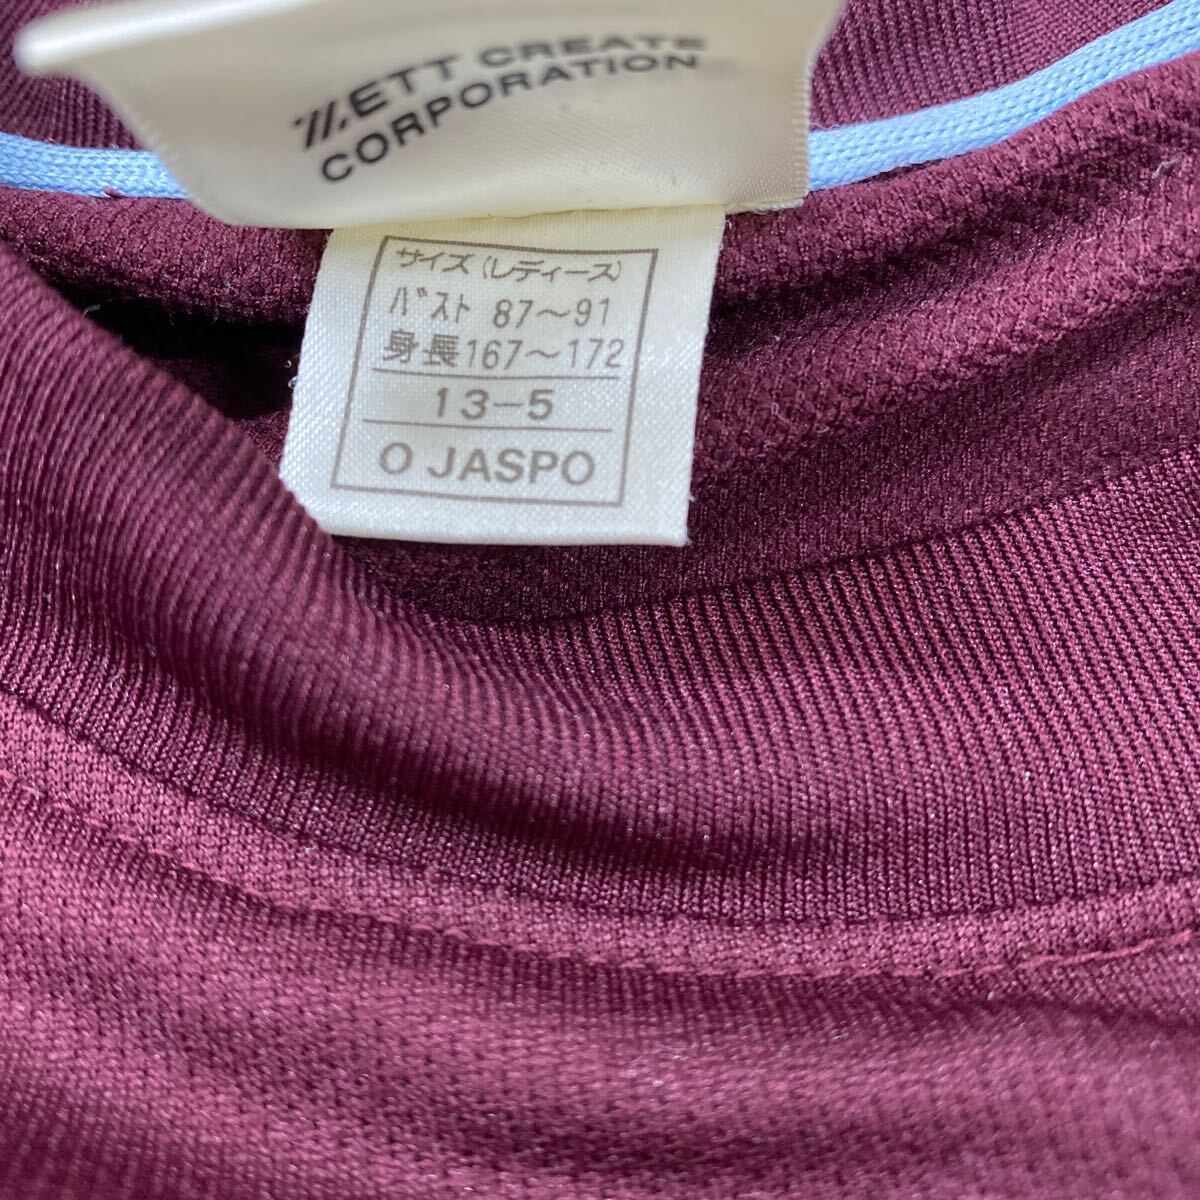 ZETT CREATE
CORPORATION
サイズ(レディース)
バスト 87〜91
身長167〜172
13-5
O JASPO